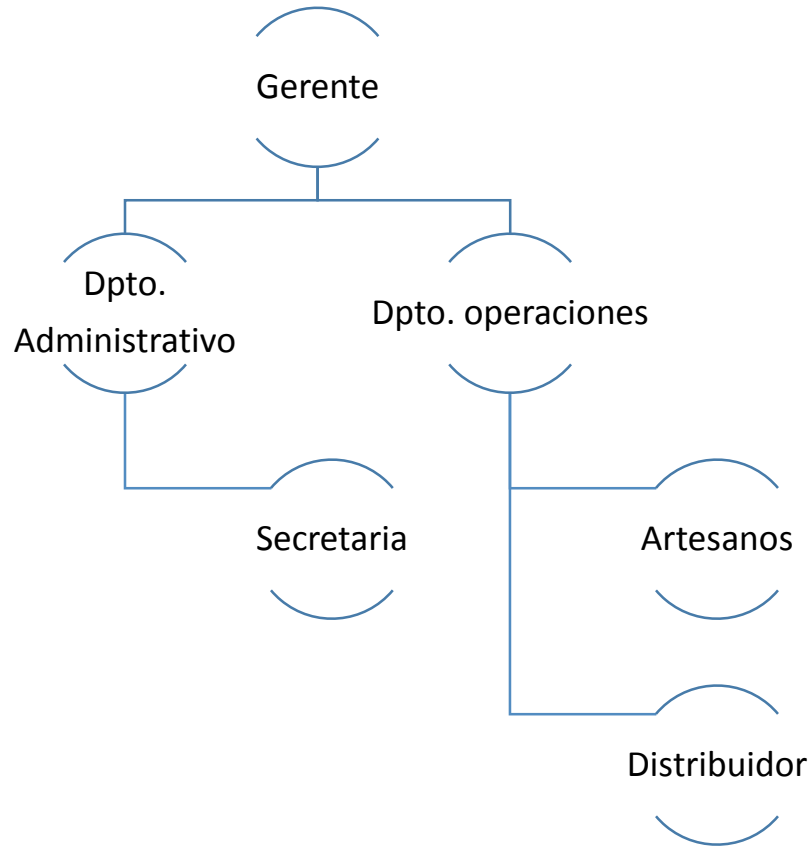 Gerente
Dpto.
Administrativo
Dpto. operaciones
Secretaria
Artesanos
Distribuidor